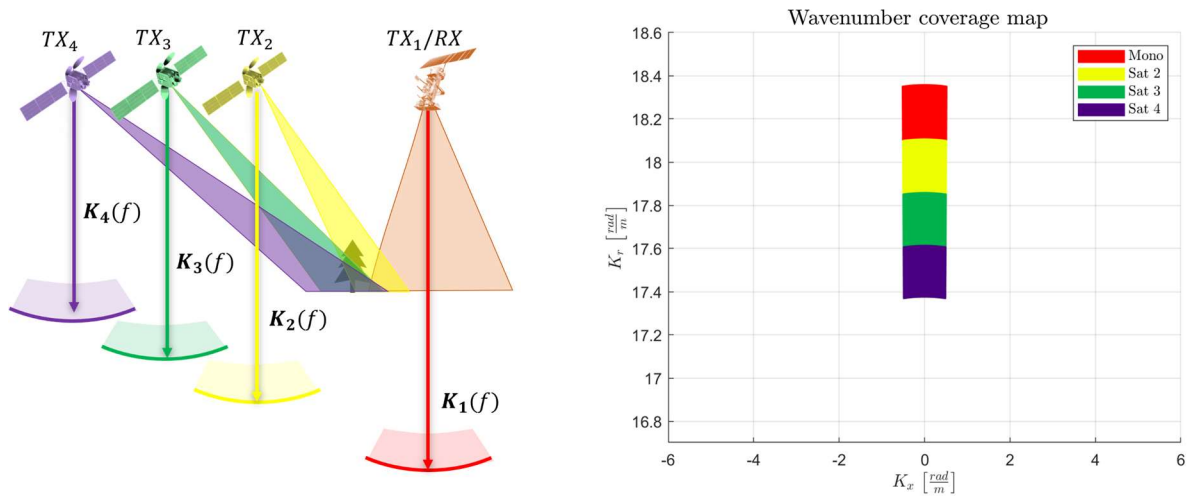 TX₄
TX₃
TX₂
TX₁/RX
K₄(f)
K₃(f)
K₂(f)
K₁(f)
Wavenumber coverage map
18.6
18.4
18.2
18
17.8
17.6
17.4
17.2
17
16.8
K_r [rad/m]
-6
-4
-2
0
2
4
6
K_x [rad/m]
Mono
Sat 2
Sat 3
Sat 4